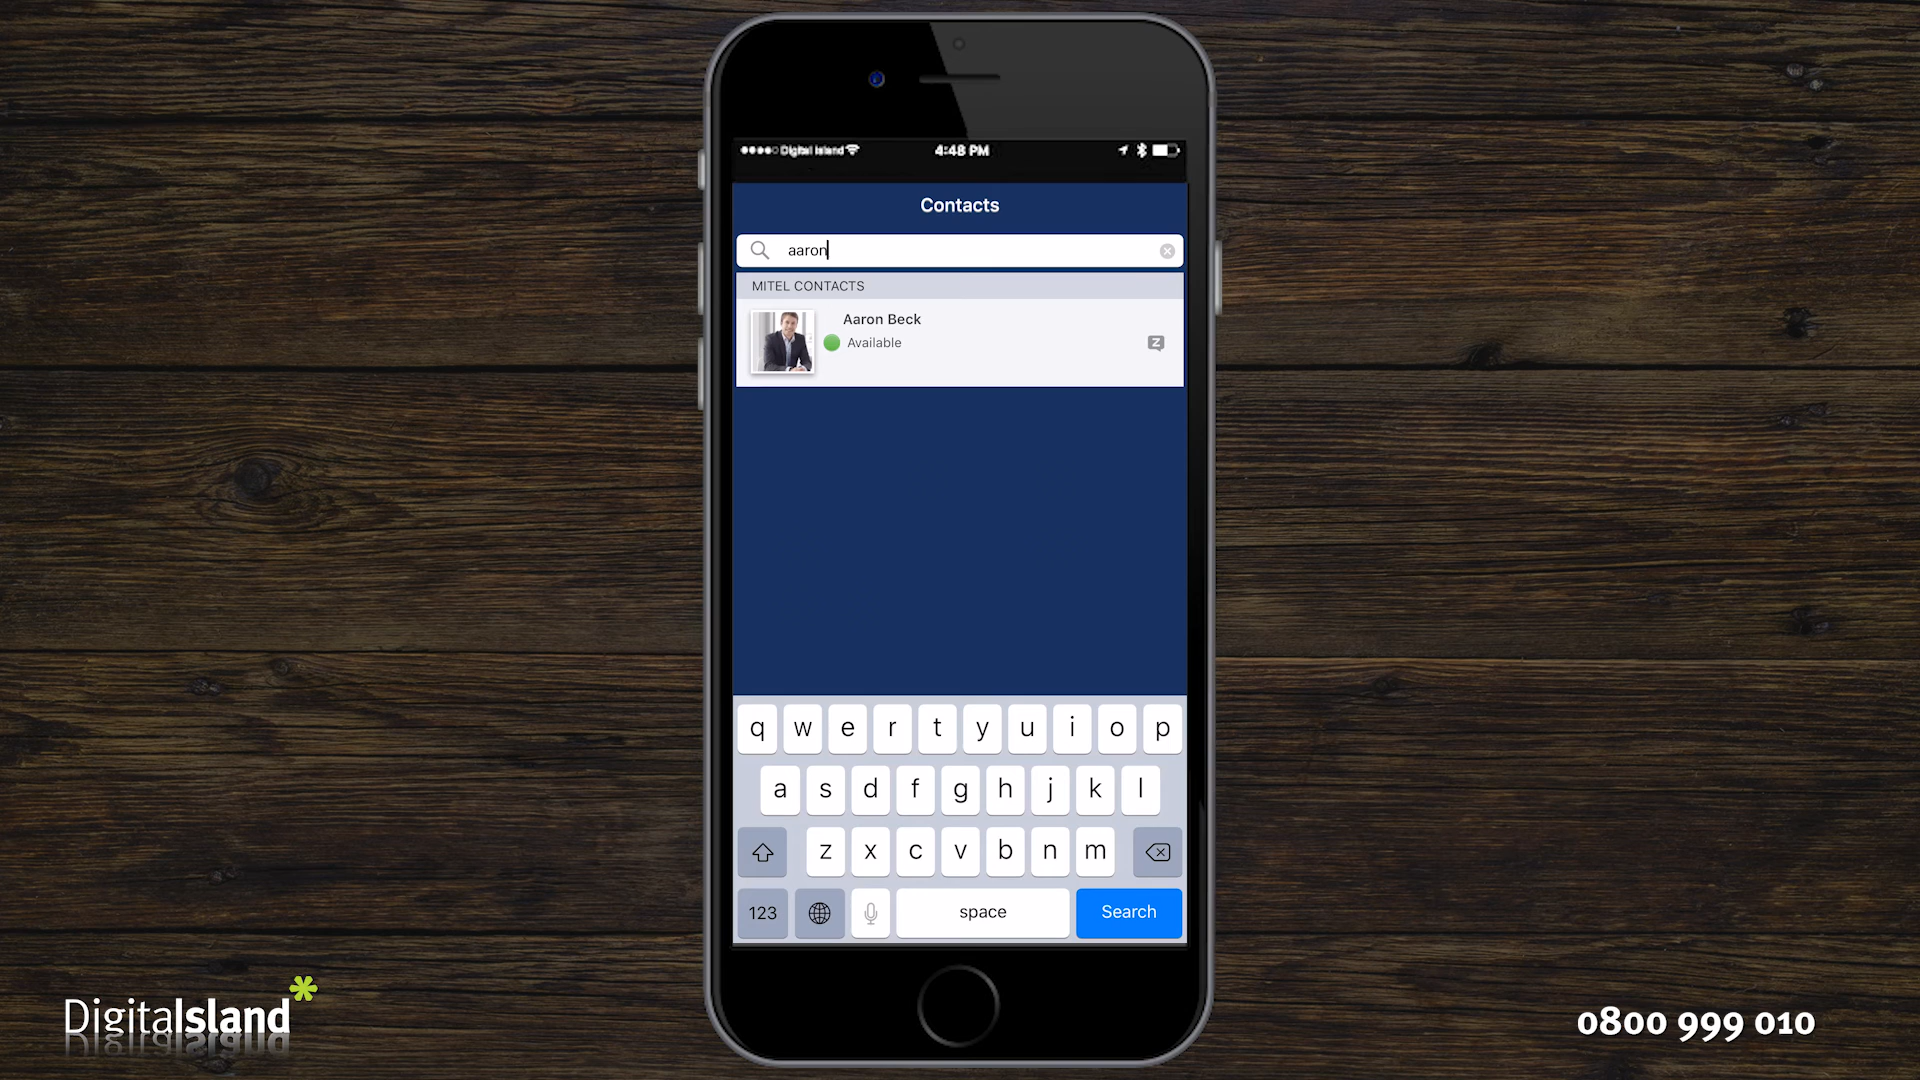 Digital Island
4:48 PM
Contacts
aaron
MITEL CONTACTS
Aaron Beck
Available
Z
q w e r t y u i o p
a s d f g h j k l
z x c v b n m
123 space Search
DigitalIsland*
0800 999 010